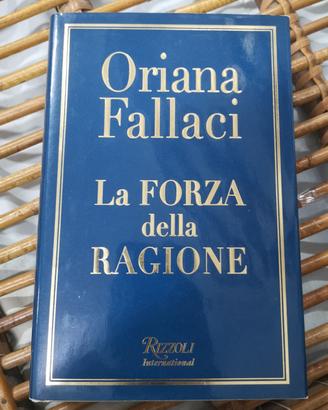 Oriana
Fallaci
La FORZA
della
RAGIONE
RIZZOLI
International